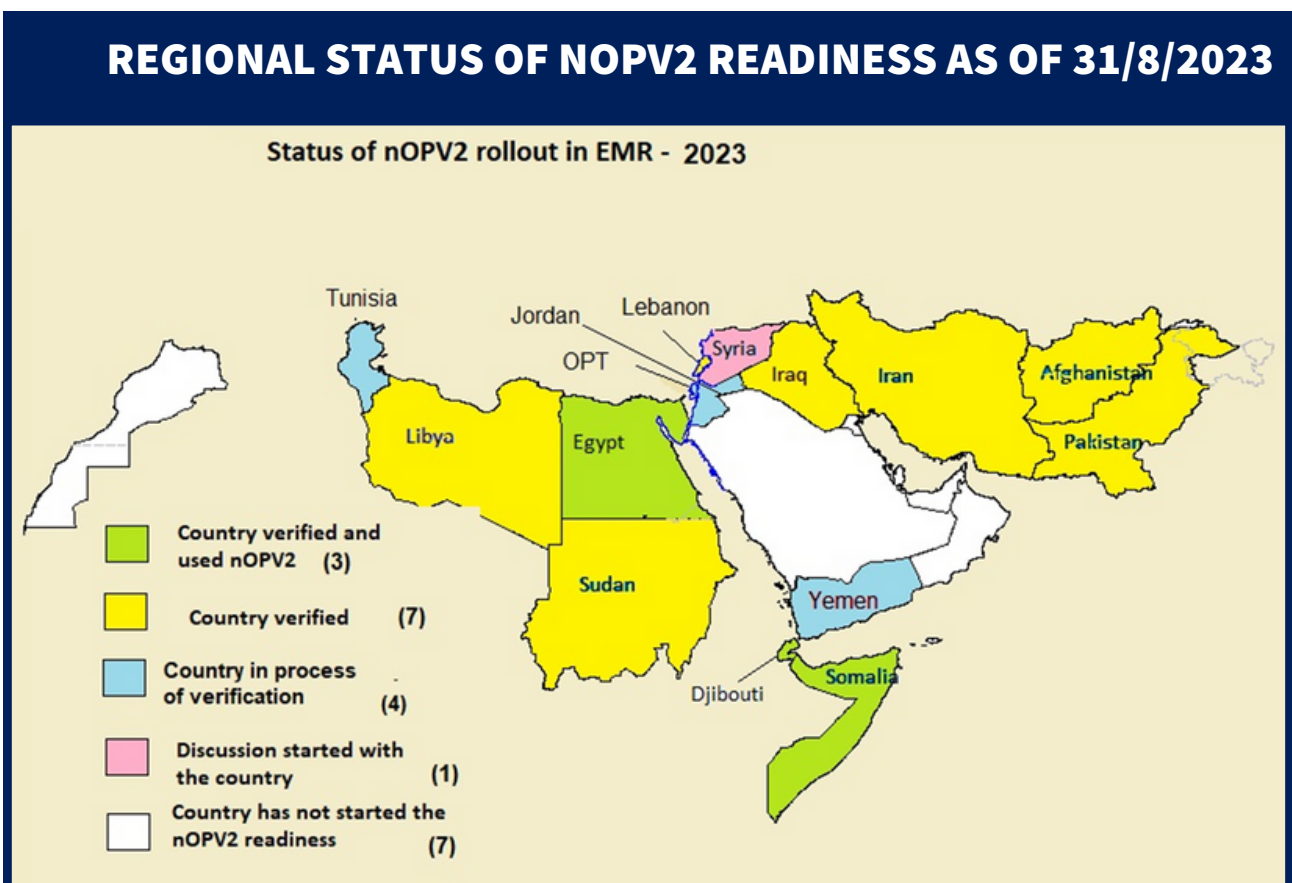 REGIONAL STATUS OF NOPV2 READINESS AS OF 31/8/2023
Status of nOPV2 rollout in EMR - 2023
Tunisia
Jordan
Lebanon
OPT
Syria
Iraq
Iran
Afghanistan
Pakistan
Libya
Egypt
Sudan
Yemen
Djibouti
Somalia
Country verified and
used nOPV2 (3)
Country verified (7)
Country in process
of verification (4)
Discussion started with
the country (1)
Country has not started the
nOPV2 readiness (7)